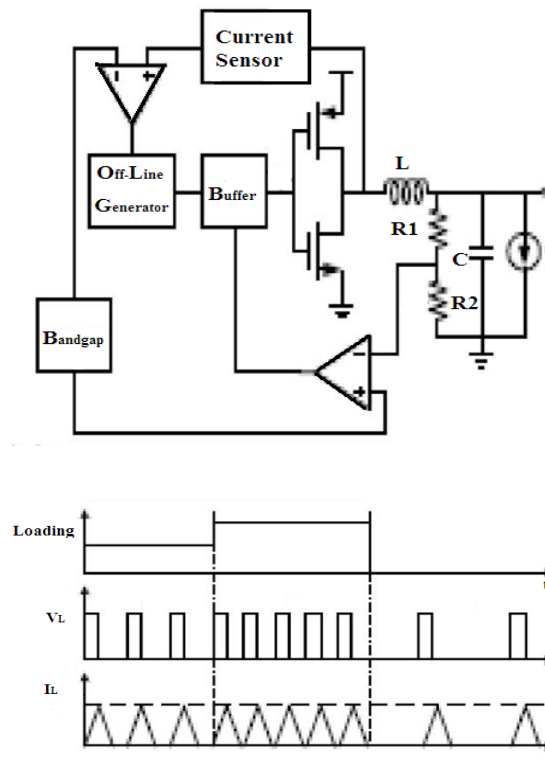 Current
Sensor
Off-Line
Generator
Buffer
L
R1
C
R2
Bandgap
Loading
VL
IL